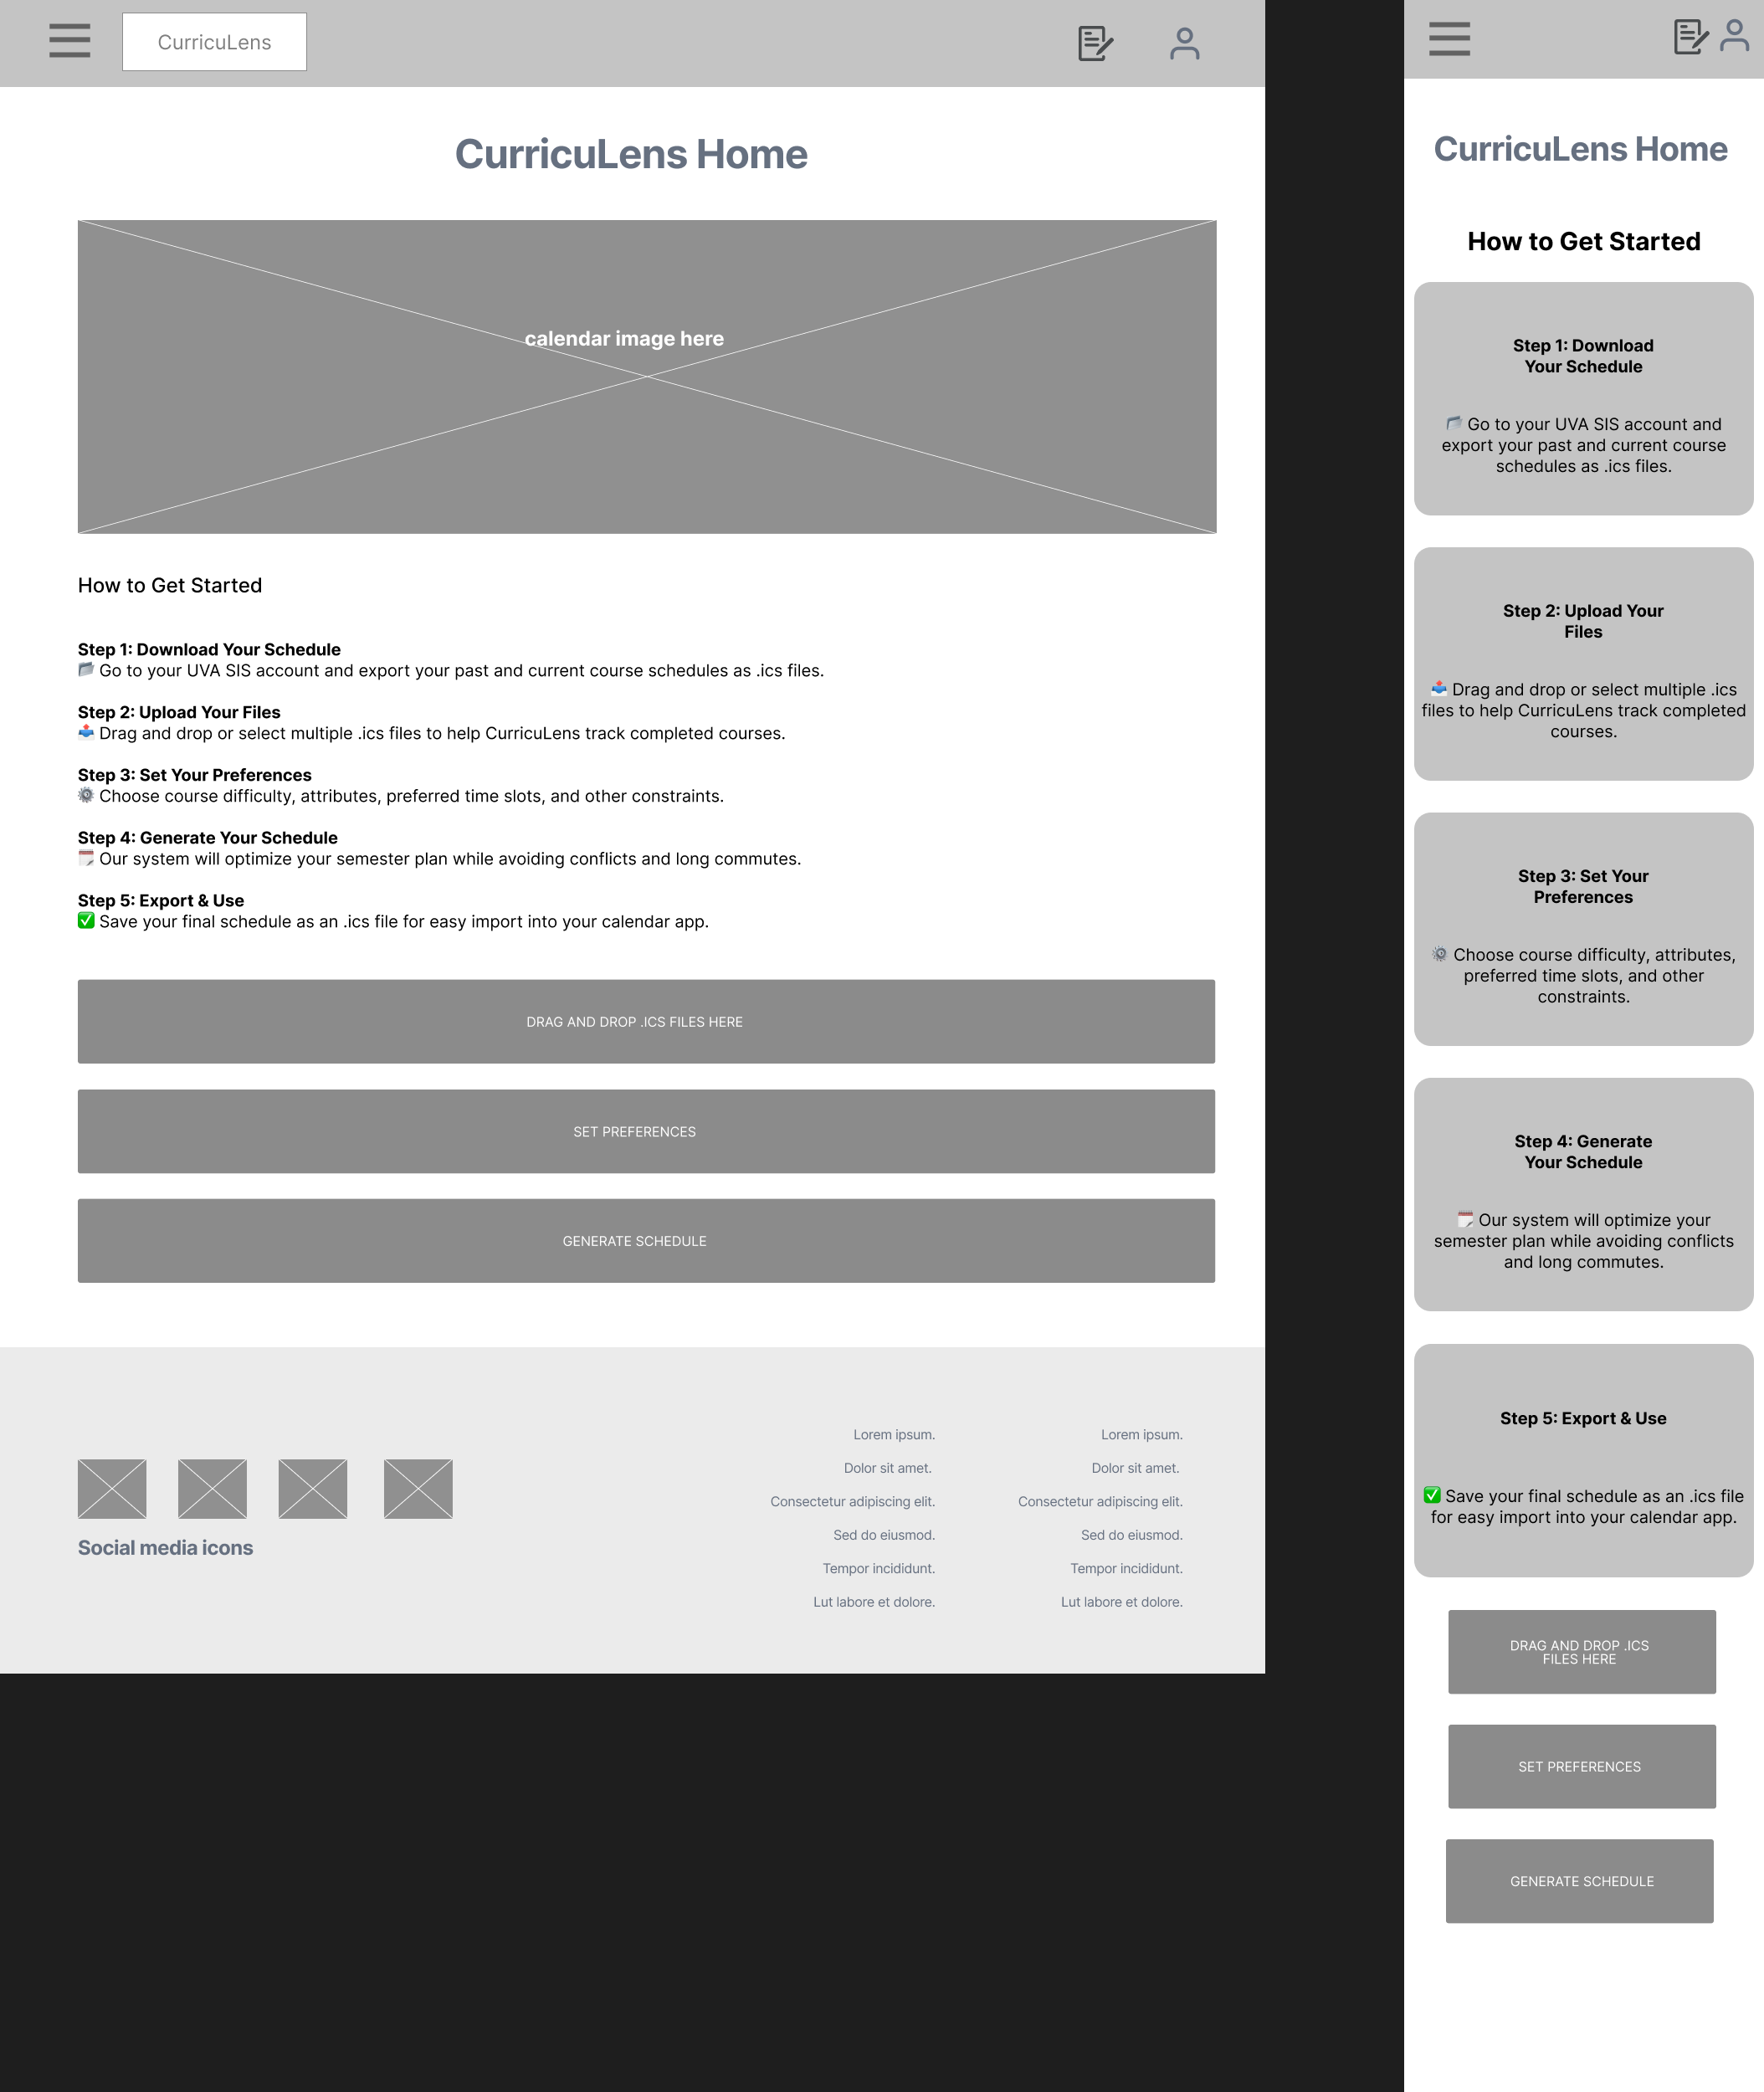 CurricuLens
CurricuLens Home
calendar image here
How to Get Started
Step 1: Download Your Schedule
📂 Go to your UVA SIS account and export your past and current course schedules as .ics files.
Step 2: Upload Your Files
📤 Drag and drop or select multiple .ics files to help CurricuLens track completed courses.
Step 3: Set Your Preferences
⚙️ Choose course difficulty, attributes, preferred time slots, and other constraints.
Step 4: Generate Your Schedule
🗓 Our system will optimize your semester plan while avoiding conflicts and long commutes.
Step 5: Export & Use
✅ Save your final schedule as an .ics file for easy import into your calendar app.
DRAG AND DROP .ICS FILES HERE
SET PREFERENCES
GENERATE SCHEDULE
Social media icons
Lorem ipsum.
Dolor sit amet.
Consectetur adipiscing elit.
Sed do eiusmod.
Tempor incididunt.
Lut labore et dolore.
Lorem ipsum.
Dolor sit amet.
Consectetur adipiscing elit.
Sed do eiusmod.
Tempor incididunt.
Lut labore et dolore.
CurricuLens Home
How to Get Started
Step 1: Download
Your Schedule
📂 Go to your UVA SIS account and
export your past and current course
schedules as .ics files.
Step 2: Upload Your
Files
📤 Drag and drop or select multiple .ics
files to help CurricuLens track completed
courses.
Step 3: Set Your
Preferences
⚙️ Choose course difficulty, attributes,
preferred time slots, and other
constraints.
Step 4: Generate
Your Schedule
🗓 Our system will optimize your
semester plan while avoiding conflicts
and long commutes.
Step 5: Export & Use
✅ Save your final schedule as an .ics file
for easy import into your calendar app.
DRAG AND DROP .ICS
FILES HERE
SET PREFERENCES
GENERATE SCHEDULE